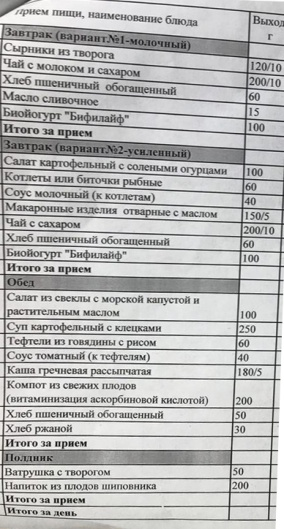 Прием пищи, наименование блюда Выход г
Завтрак (вариант№1-молочный)
Сырники из творога 120/10
Чай с молоком и сахаром 200/10
Хлеб пшеничный обогащенный 60
Масло сливочное 15
Биойогурт "Бифилайф" 100
Итого за прием
Завтрак (вариант№2-усиленный)
Салат картофельный с солеными огурцами 100
Котлеты или биточки рыбные 60
Соус молочный (к котлетам) 40
Макаронные изделия отварные с маслом 150/5
Чай с сахаром 200/10
Хлеб пшеничный обогащенный 60
Биойогурт "Бифилайф" 100
Итого за прием
Обед
Салат из свеклы с морской капустой и
растительным маслом 100
Суп картофельный с клецками 250
Тефтели из говядины с рисом 60
Соус томатный (к тефтелям) 40
Каша гречневая рассыпчатая 180/5
Компот из свежих плодов
(витаминизация аскорбиновой кислотой) 200
Хлеб пшеничный обогащенный 50
Хлеб ржаной 30
Итого за прием
Полдник
Ватрушка с творогом 50
Напиток из плодов шиповника 200
Итого за прием
Итого за день